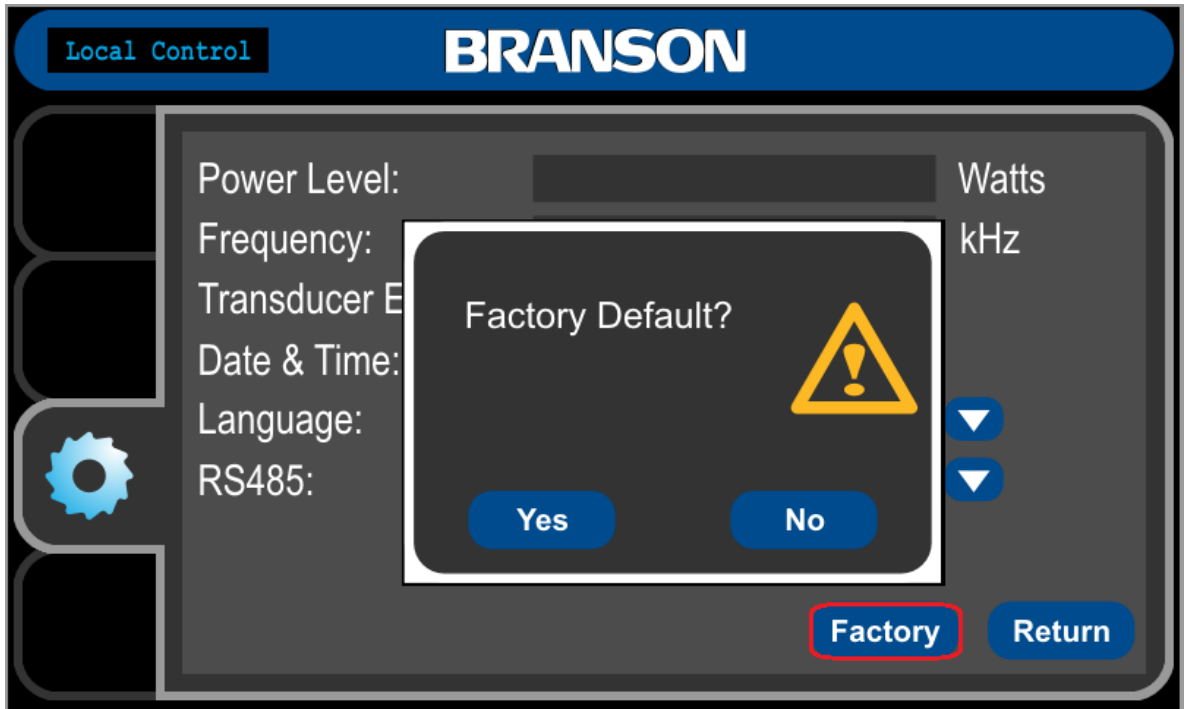 Local Control
BRANSON
Power Level:
Watts
Frequency:
kHz
Transducer E
Date & Time:
Language:
RS485:
Factory Default?
Yes
No
Factory
Return